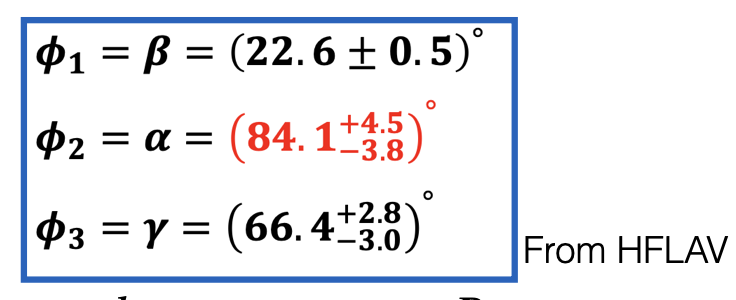 ϕ₁ = β = (22.6 ± 0.5)°
ϕ₂ = α = (84.1⁺⁴·⁵₋₃.₈)°
ϕ₃ = γ = (66.4⁺²·⁸₋₃.₀)°
From HFLAV